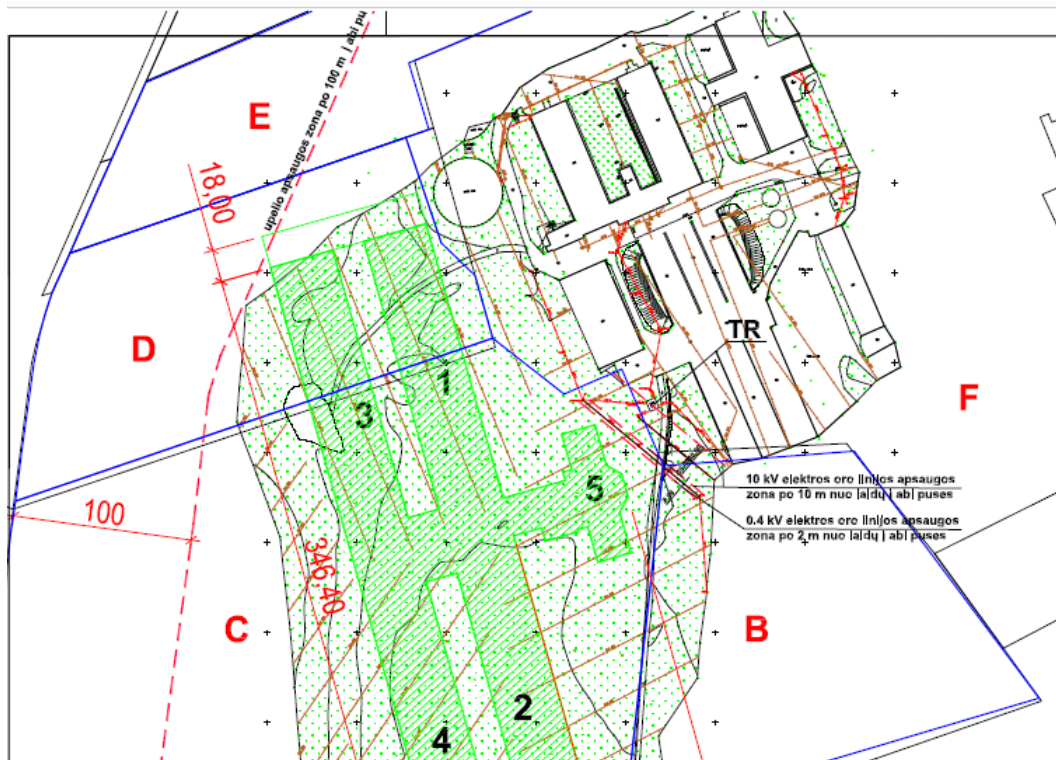 E
upelio apsaugos zona po 100 m į abi pu
18,00
D
1
3
TR
F
5
10 kV elektros oro linijos apsaugos
zona po 10 m nuo laidų į abi puses
0.4 kV elektros oro linijos apsaugos
zona po 2 m nuo laidų į abi puses
100
346,40
C
B
2
4